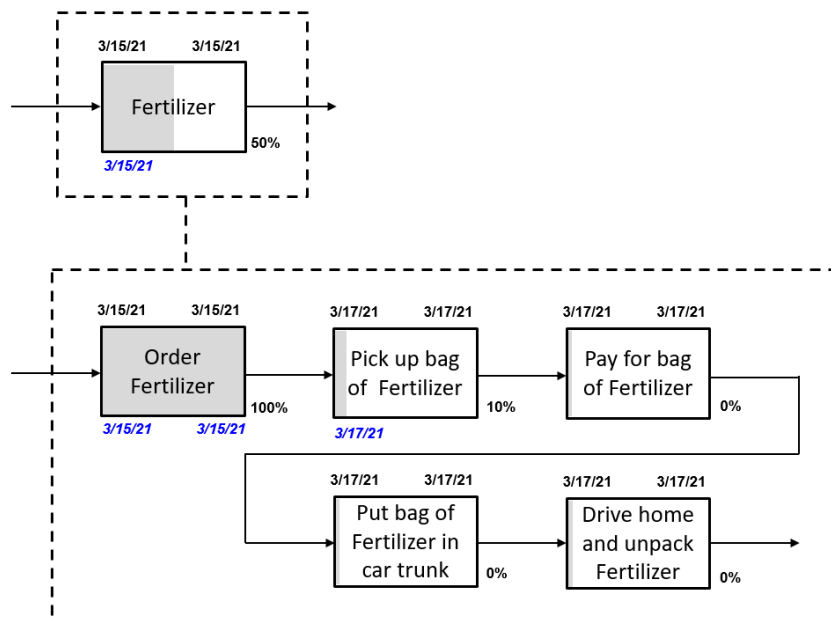 3/15/21 3/15/21
Fertilizer
50%
3/15/21
3/15/21 3/15/21
Order
Fertilizer
100%
3/15/21 3/15/21
3/17/21 3/17/21
Pick up bag
of Fertilizer
10%
3/17/21
3/17/21 3/17/21
Pay for bag
of Fertilizer
0%
3/17/21 3/17/21
Put bag of
Fertilizer in
car trunk
0%
3/17/21 3/17/21
Drive home
and unpack
Fertilizer
0%